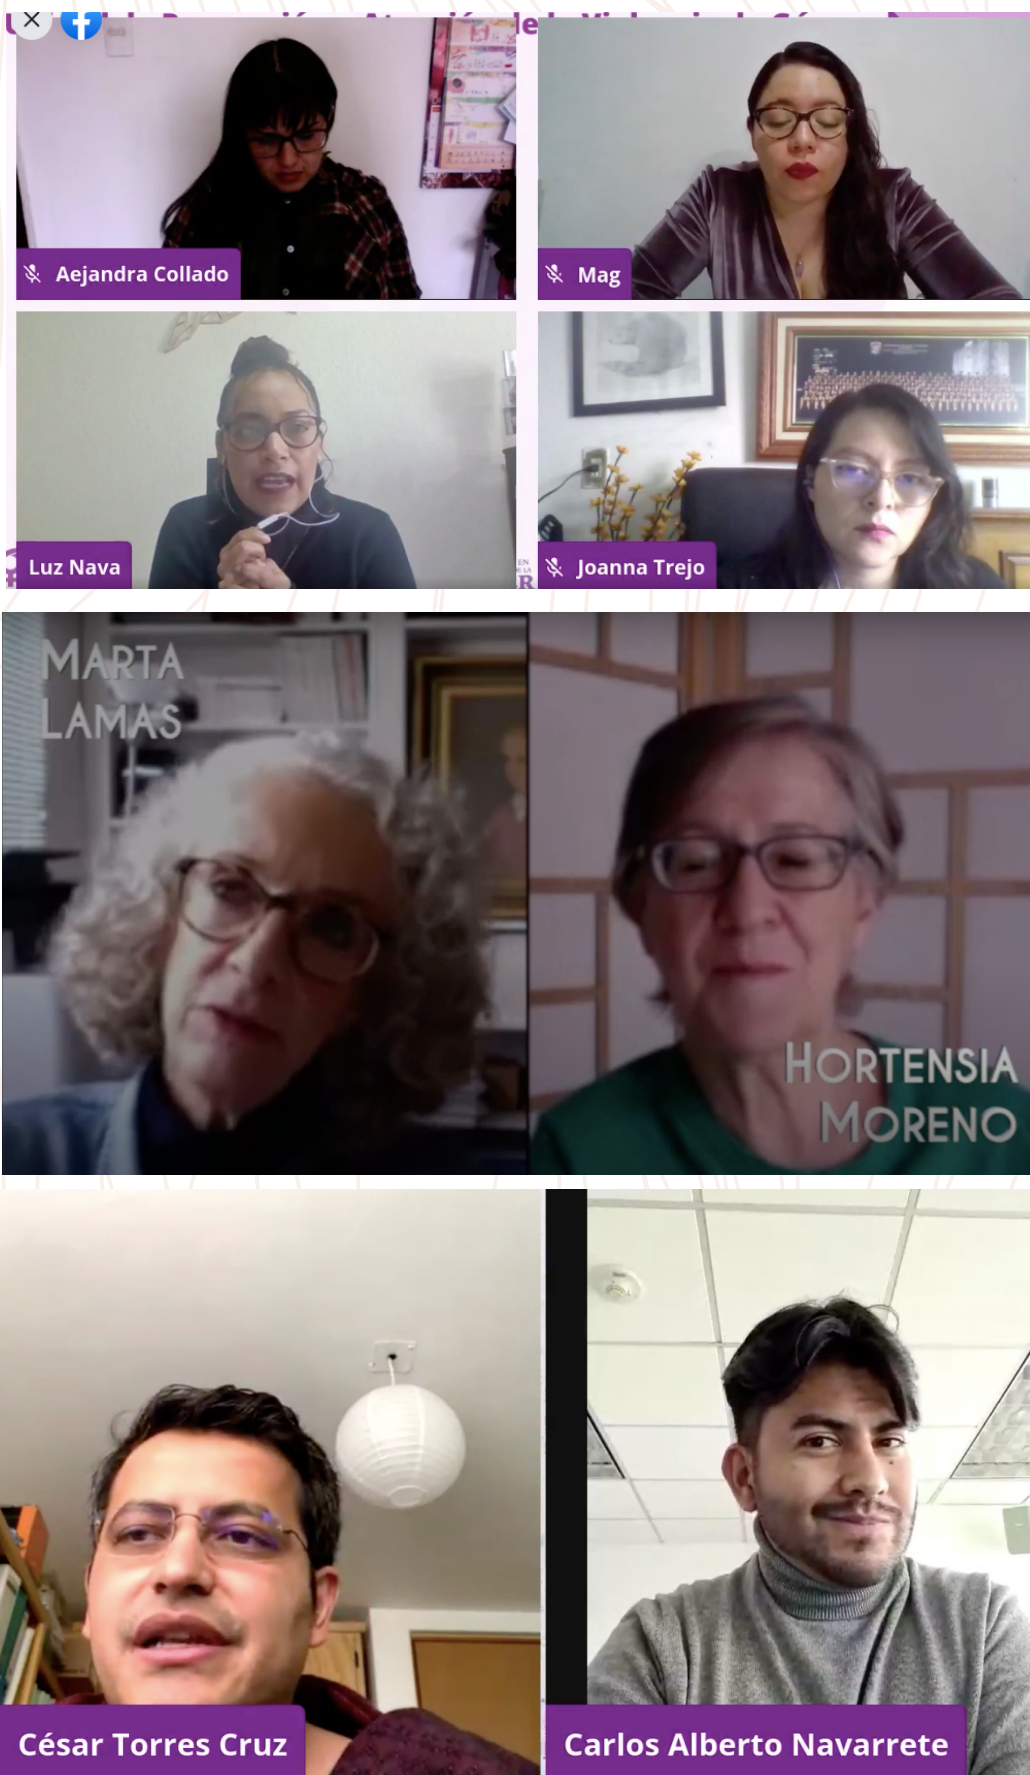 Aejandra Collado
Mag
Luz Nava
Joanna Trejo
MARTA
LAMAS
HORTENSIA
MORENO
César Torres Cruz
Carlos Alberto Navarrete